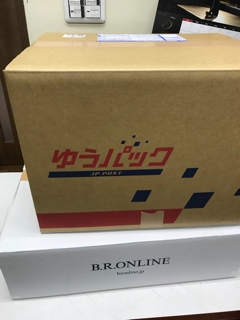 ゆうパック
JP POST
B.R.ONLINE
bronline.jp